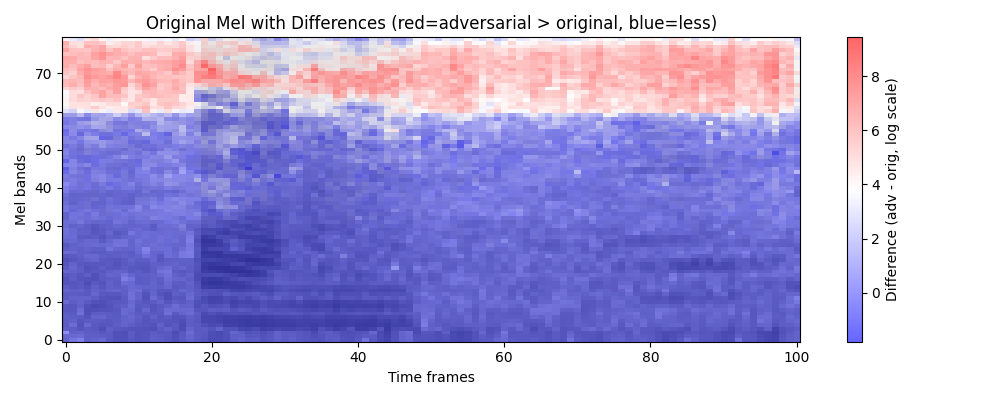 Original Mel with Differences (red=adversarial > original, blue=less)
Mel bands
70
60
50
40
30
20
10
0
0 20 40 60 80 100
Time frames
8
6
4
2
0
Difference (adv - orig, log scale)